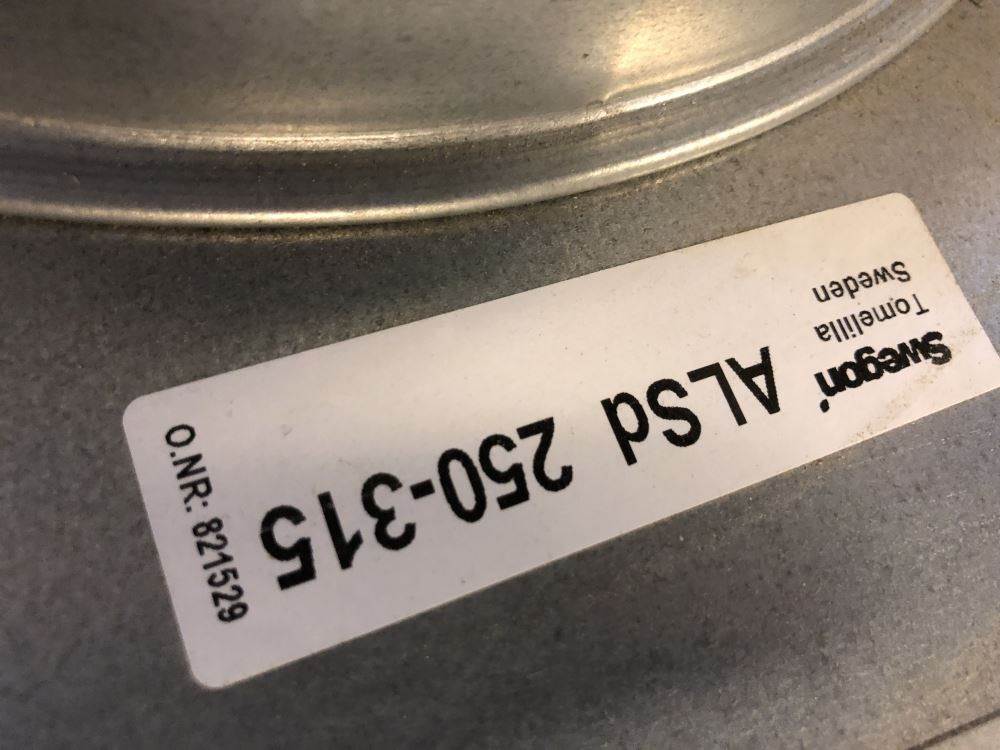 Swegon
Tomelilla
Sweden
ALSd 250-315
O.NR: 821529